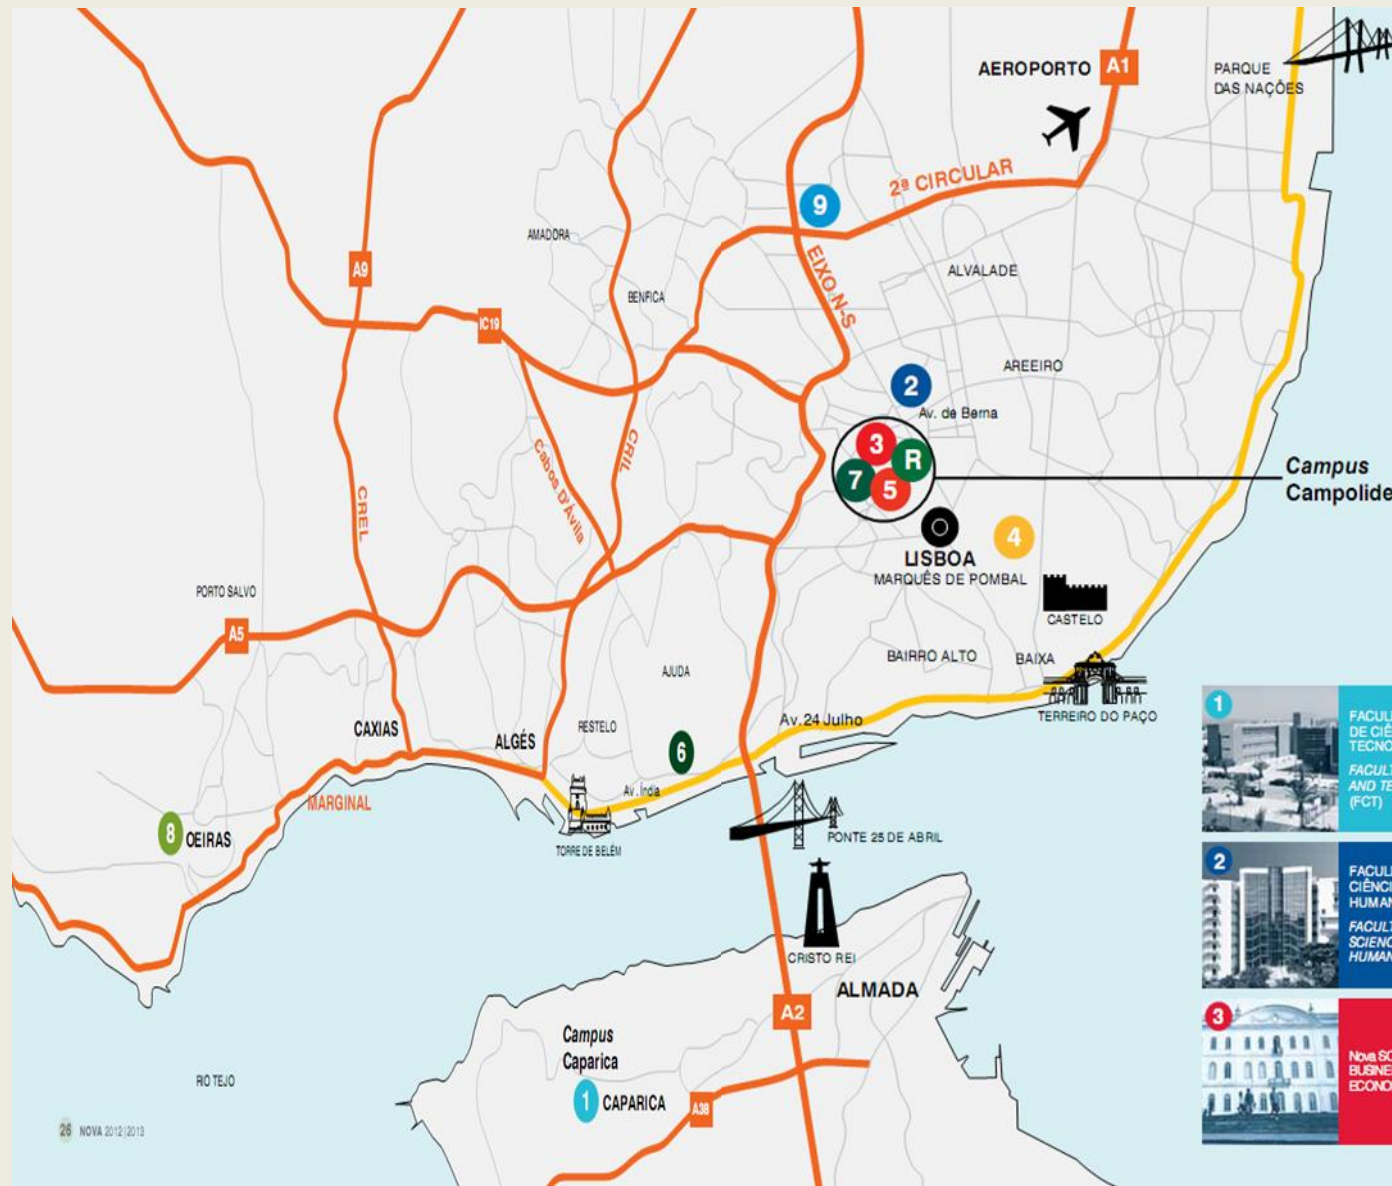 AEROPORTO
A1
PARQUE
DAS NAÇÕES
2ª CIRCULAR
9
AMADORA
A9
EIXO N-S
ALVALADE
BENFICA
IC19
AREEIRO
2
Av. de Berna
3
R
7
5
Campus
Campolide
CRIL
Cabos D'Ávila
CREL
4
LISBOA
MARQUÊS DE POMBAL
PORTO SALVO
CASTELO
A5
BAIRRO ALTO
BAIXA
AJUDA
TERREIRO DO PAÇO
Av. 24 Julho
RESTELO
CAXIAS
ALGÉS
6
Av. Índia
MARGINAL
8
OEIRAS
TORRE DE BELÉM
PONTE 25 DE ABRIL
CRISTO REI
ALMADA
A2
Campus
Caparica
1
CAPARICA
A38
RIO TEJO
26 NOVA 2012|2013
1
DE CIÊ
(FCT)
2
3
Nova